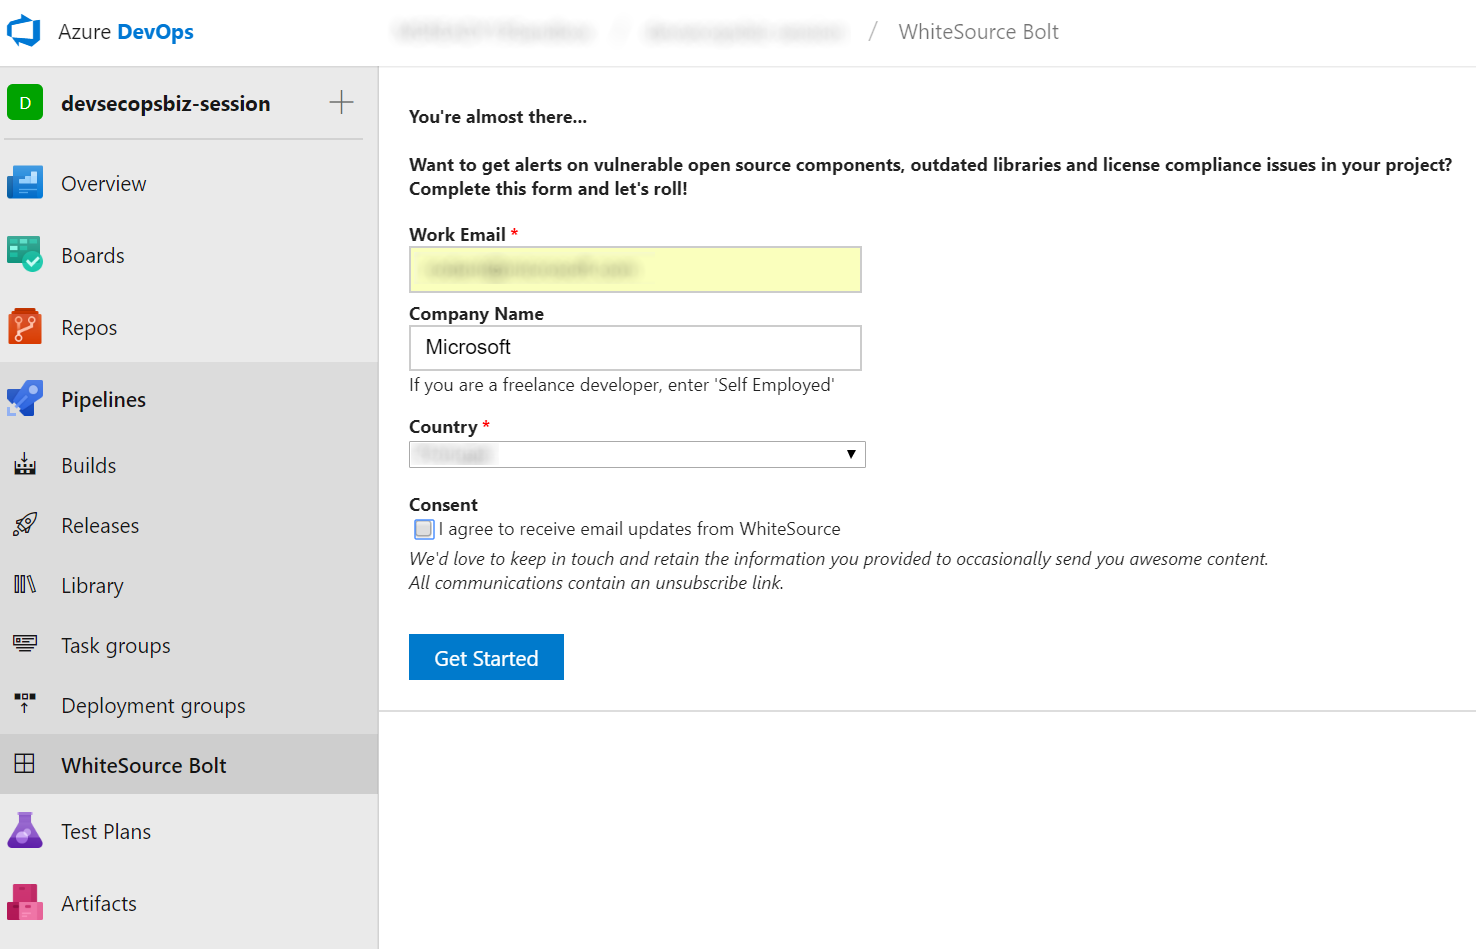 Azure DevOps
/ / WhiteSource Bolt
D devsecopsbiz-session
Overview
Boards
Repos
Pipelines
Builds
Releases
Library
Task groups
Deployment groups
WhiteSource Bolt
Test Plans
Artifacts
You're almost there...
Want to get alerts on vulnerable open source components, outdated libraries and license compliance issues in your project?
Complete this form and let's roll!
Work Email *
Company Name
Microsoft
If you are a freelance developer, enter 'Self Employed'
Country *
Consent
I agree to receive email updates from WhiteSource
We'd love to keep in touch and retain the information you provided to occasionally send you awesome content.
All communications contain an unsubscribe link.
Get Started